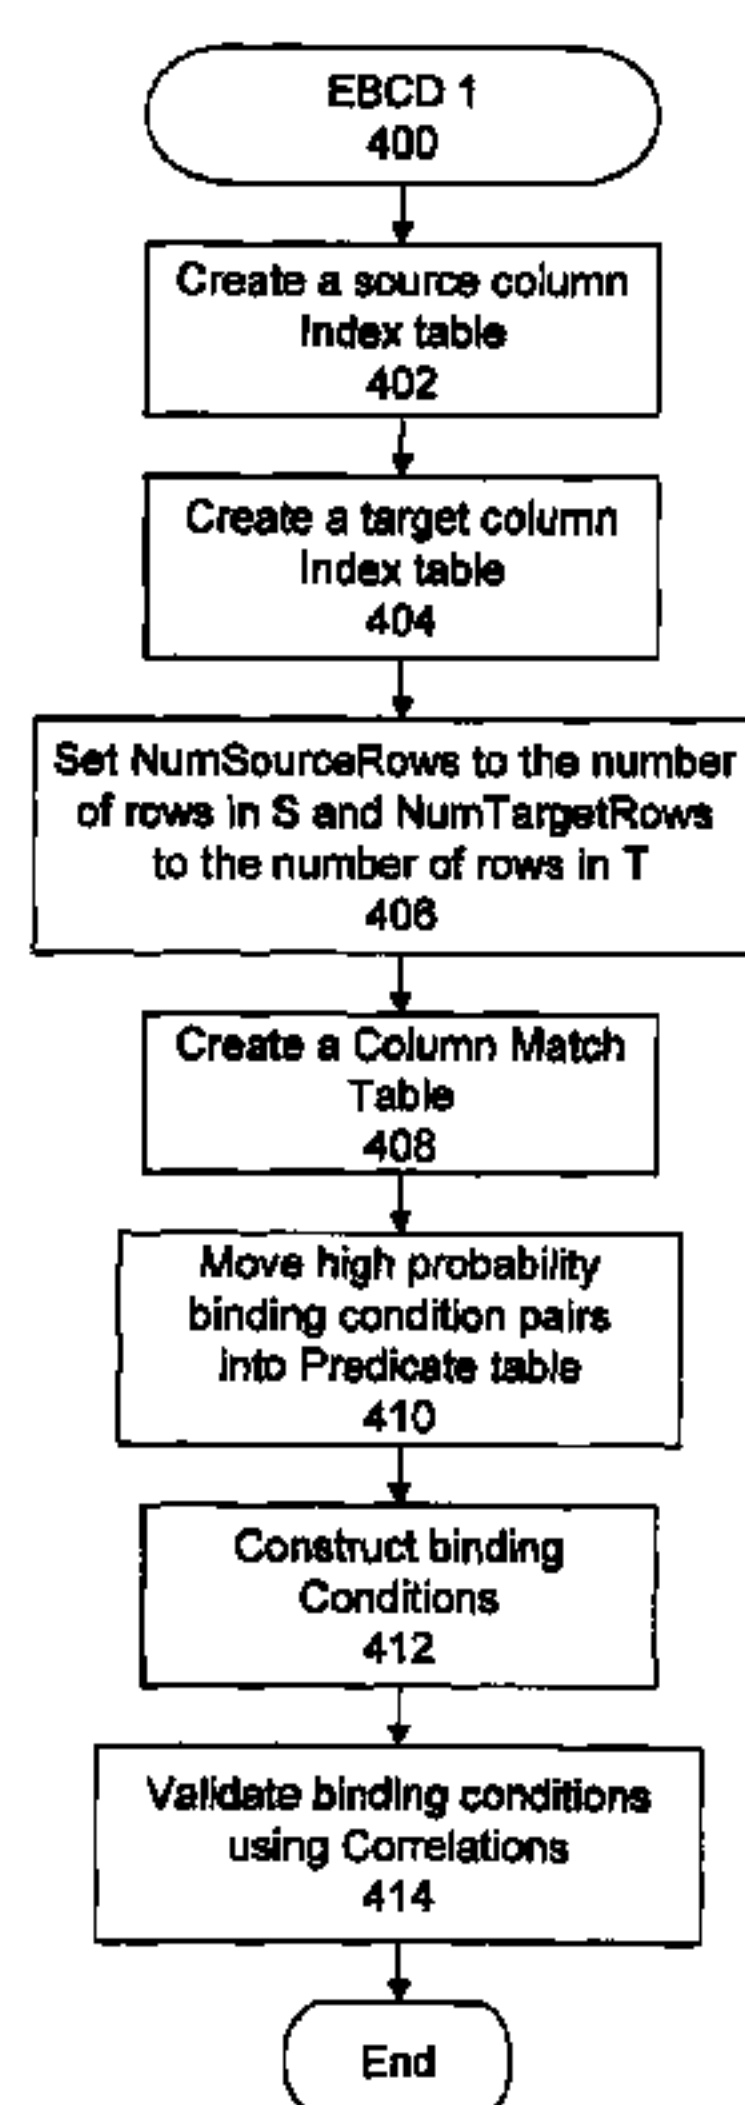 EBCD 1
400
Create a source column
Index table
402
Create a target column
Index table
404
Set NumSourceRows to the number
of rows in S and NumTargetRows
to the number of rows in T
406
Create a Column Match
Table
408
Move high probability
binding condition pairs
into Predicate table
410
Construct binding
Conditions
412
Validate binding conditions
using Correlations
414
End